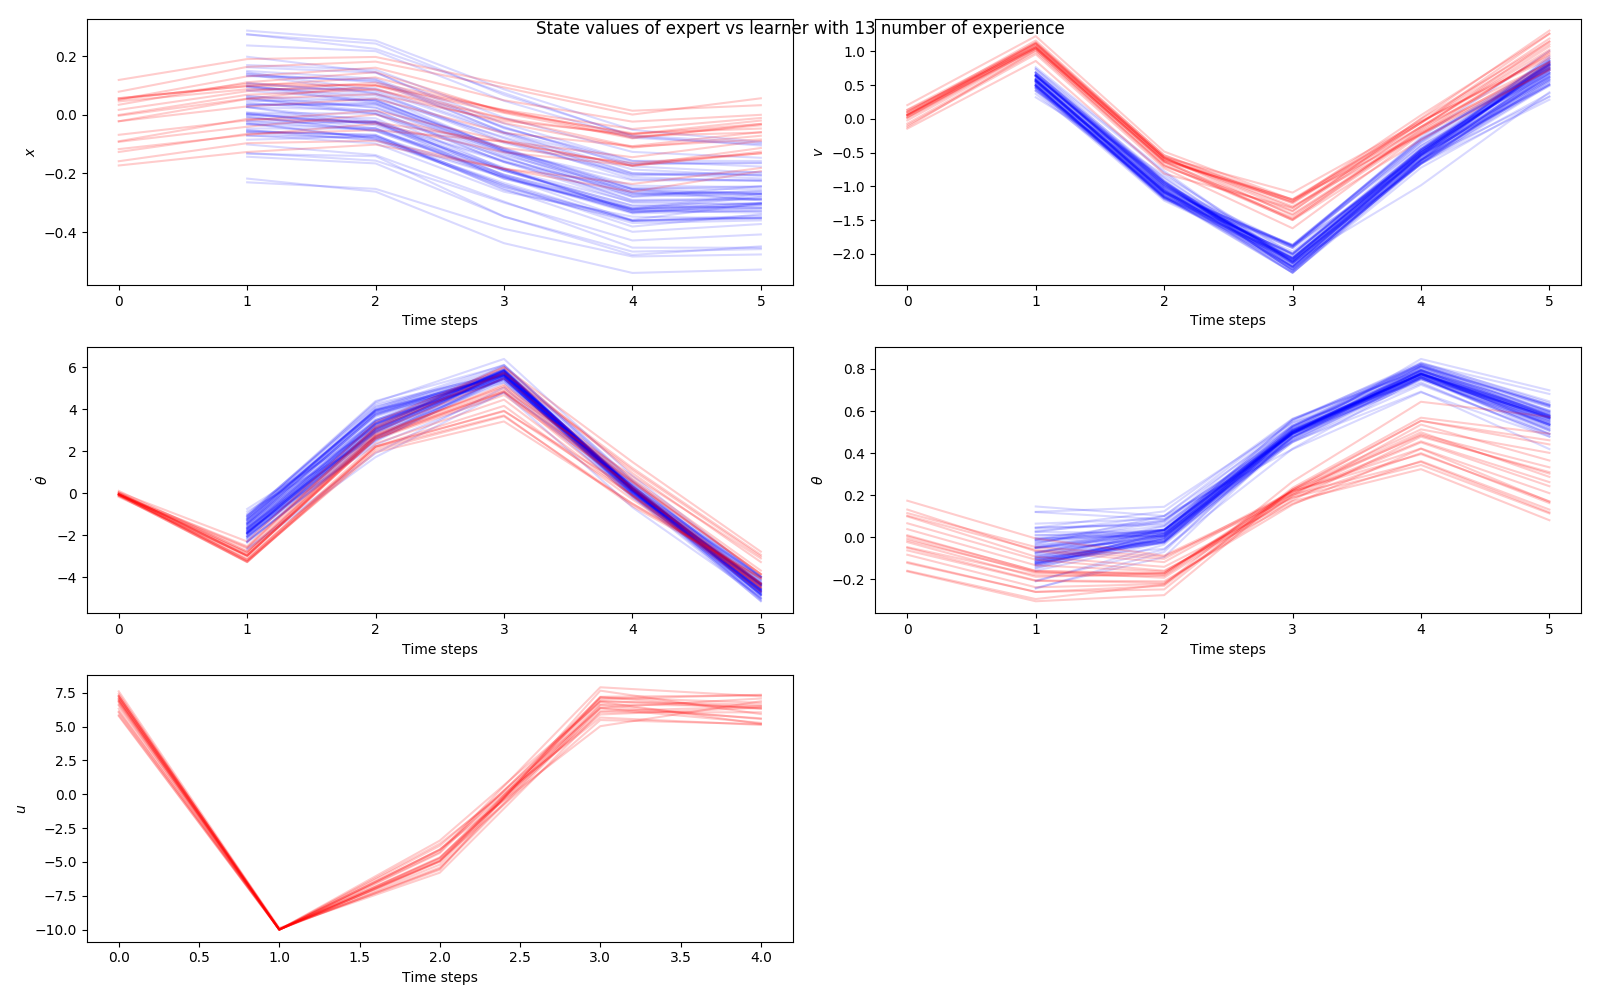 State values of expert vs learner with 13 number of experience
0.2
0.0
−0.2
−0.4
x
0 1 2 3 4 5
Time steps
1.0
0.5
0.0
−0.5
−1.0
−1.5
−2.0
v
0 1 2 3 4 5
Time steps
6
4
2
0
−2
−4
θ̇
0 1 2 3 4 5
Time steps
0.8
0.6
0.4
0.2
0.0
−0.2
θ
0 1 2 3 4 5
Time steps
7.5
5.0
2.5
0.0
−2.5
−5.0
−7.5
−10.0
u
0.0 0.5 1.0 1.5 2.0 2.5 3.0 3.5 4.0
Time steps